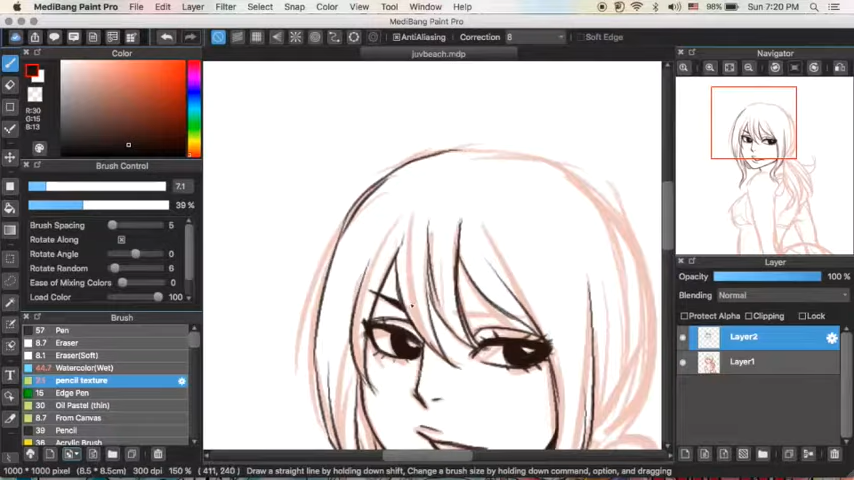 MediBang Paint Pro File Edit Layer Filter Select Snap Color View Tool Window Help 98% Sun 7:20 PM
MediBang Paint Pro
AntiAliasing Correction 8 Soft Edge
Color
juvbeach.mdp
Navigator
R:30
G:15
B:13
Brush Control
7.1
39 %
Brush Spacing 5
Rotate Along
Rotate Angle 0
Rotate Random 6
Ease of Mixing Colors 0
Load Color 100
Brush
57 Pen
8.7 Eraser
8.1 Eraser(Soft)
44.7 Watercolor(Wet)
7.1 pencil texture
15 Edge Pen
30 Oil Pastel (thin)
8.7 From Canvas
39 Pencil
36 Acrylic Brush
Layer
Opacity 100 %
Blending Normal
Protect Alpha Clipping Lock
Layer2
Layer1
1000 * 1000 pixel (8.5 * 8.5cm) 300 dpi 150 % (411, 240) Draw a straight line by holding down shift, Change a brush size by holding down command, option, and dragging